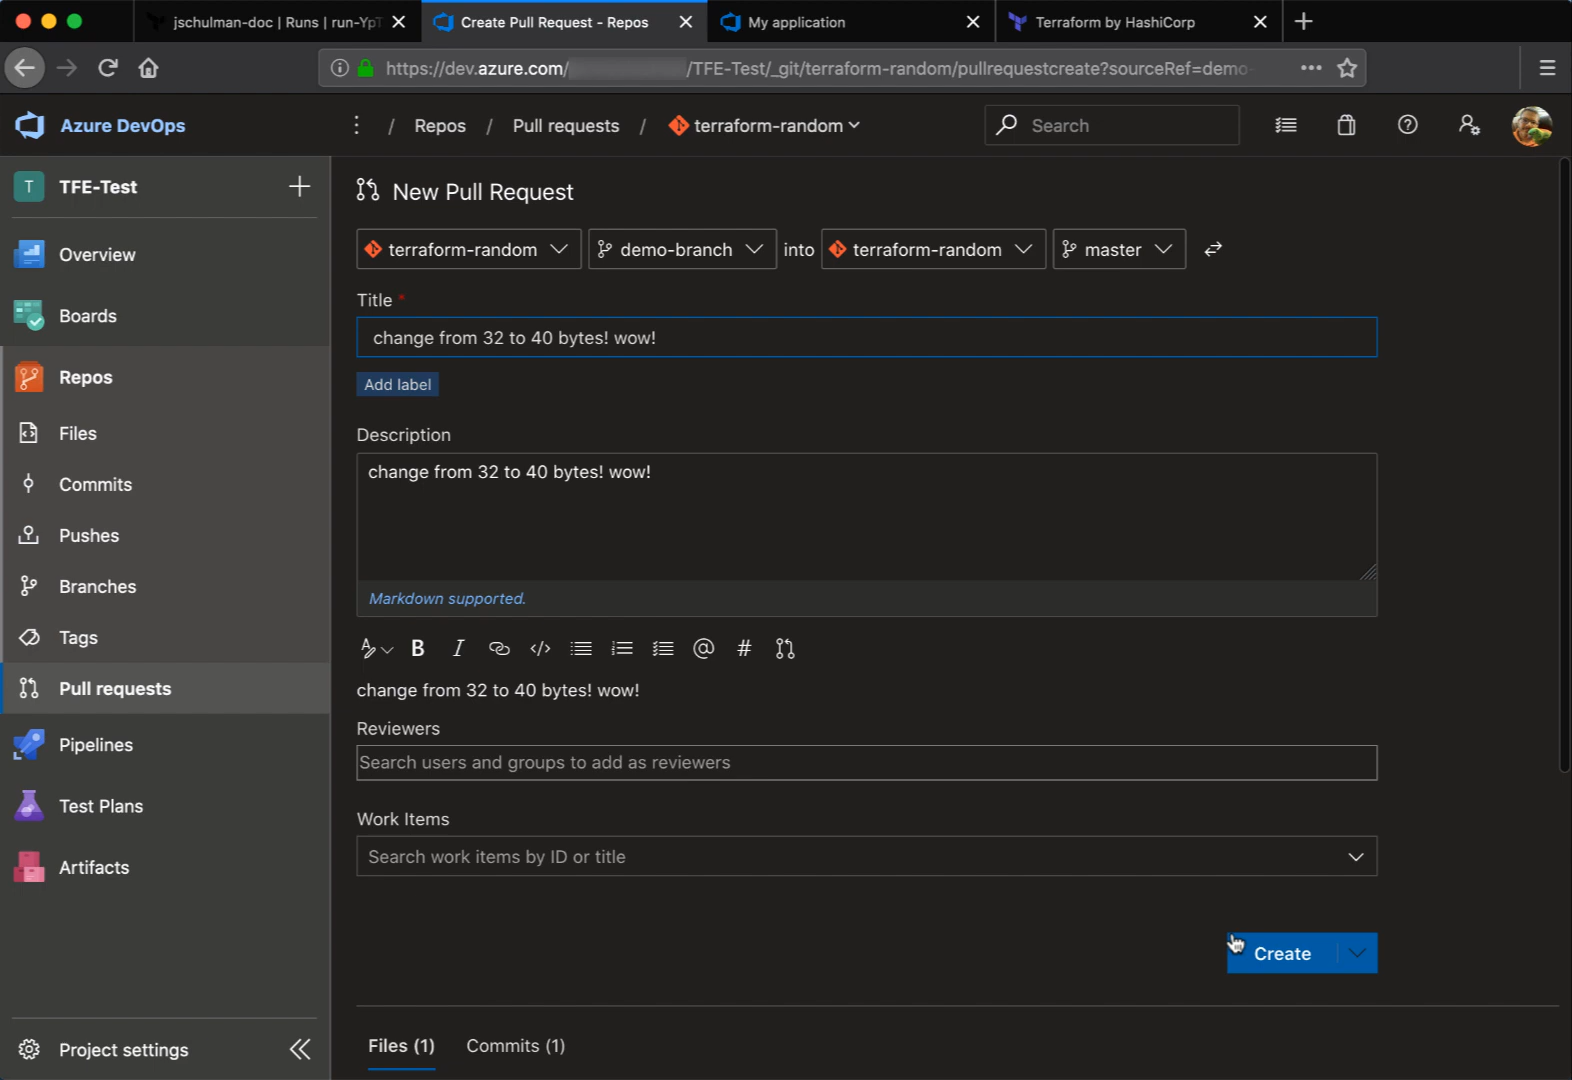 jschulman-doc | Runs | run-YpT
Create Pull Request - Repos
My application
Terraform by HashiCorp
https://dev.azure.com/ /TFE-Test/_git/terraform-random/pullrequestcreate?sourceRef=demo-
Azure DevOps
/ Repos / Pull requests / terraform-random
Search
T TFE-Test
Overview
Boards
Repos
Files
Commits
Pushes
Branches
Tags
Pull requests
Pipelines
Test Plans
Artifacts
Project settings
New Pull Request
terraform-random demo-branch into terraform-random master
Title *
change from 32 to 40 bytes! wow!
Add label
Description
change from 32 to 40 bytes! wow!
Markdown supported.
B I </> @ #
change from 32 to 40 bytes! wow!
Reviewers
Search users and groups to add as reviewers
Work Items
Search work items by ID or title
Create
Files (1) Commits (1)